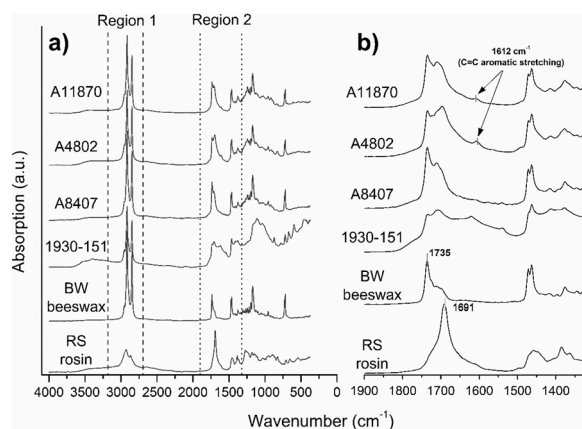 Region 1 Region 2
a)
A11870
A4802
A8407
1930-151
BW
beeswax
RS
rosin
Absorption (a.u.)
4000 3500 3000 2500 2000 1500 1000 500 0
b)
1612 cm-1
(C=C aromatic stretching)
A11870
A4802
A8407
1930-151
1735
BW
beeswax
1691
RS
rosin
1900 1800 1700 1600 1500 1400
Wavenumber (cm-1)